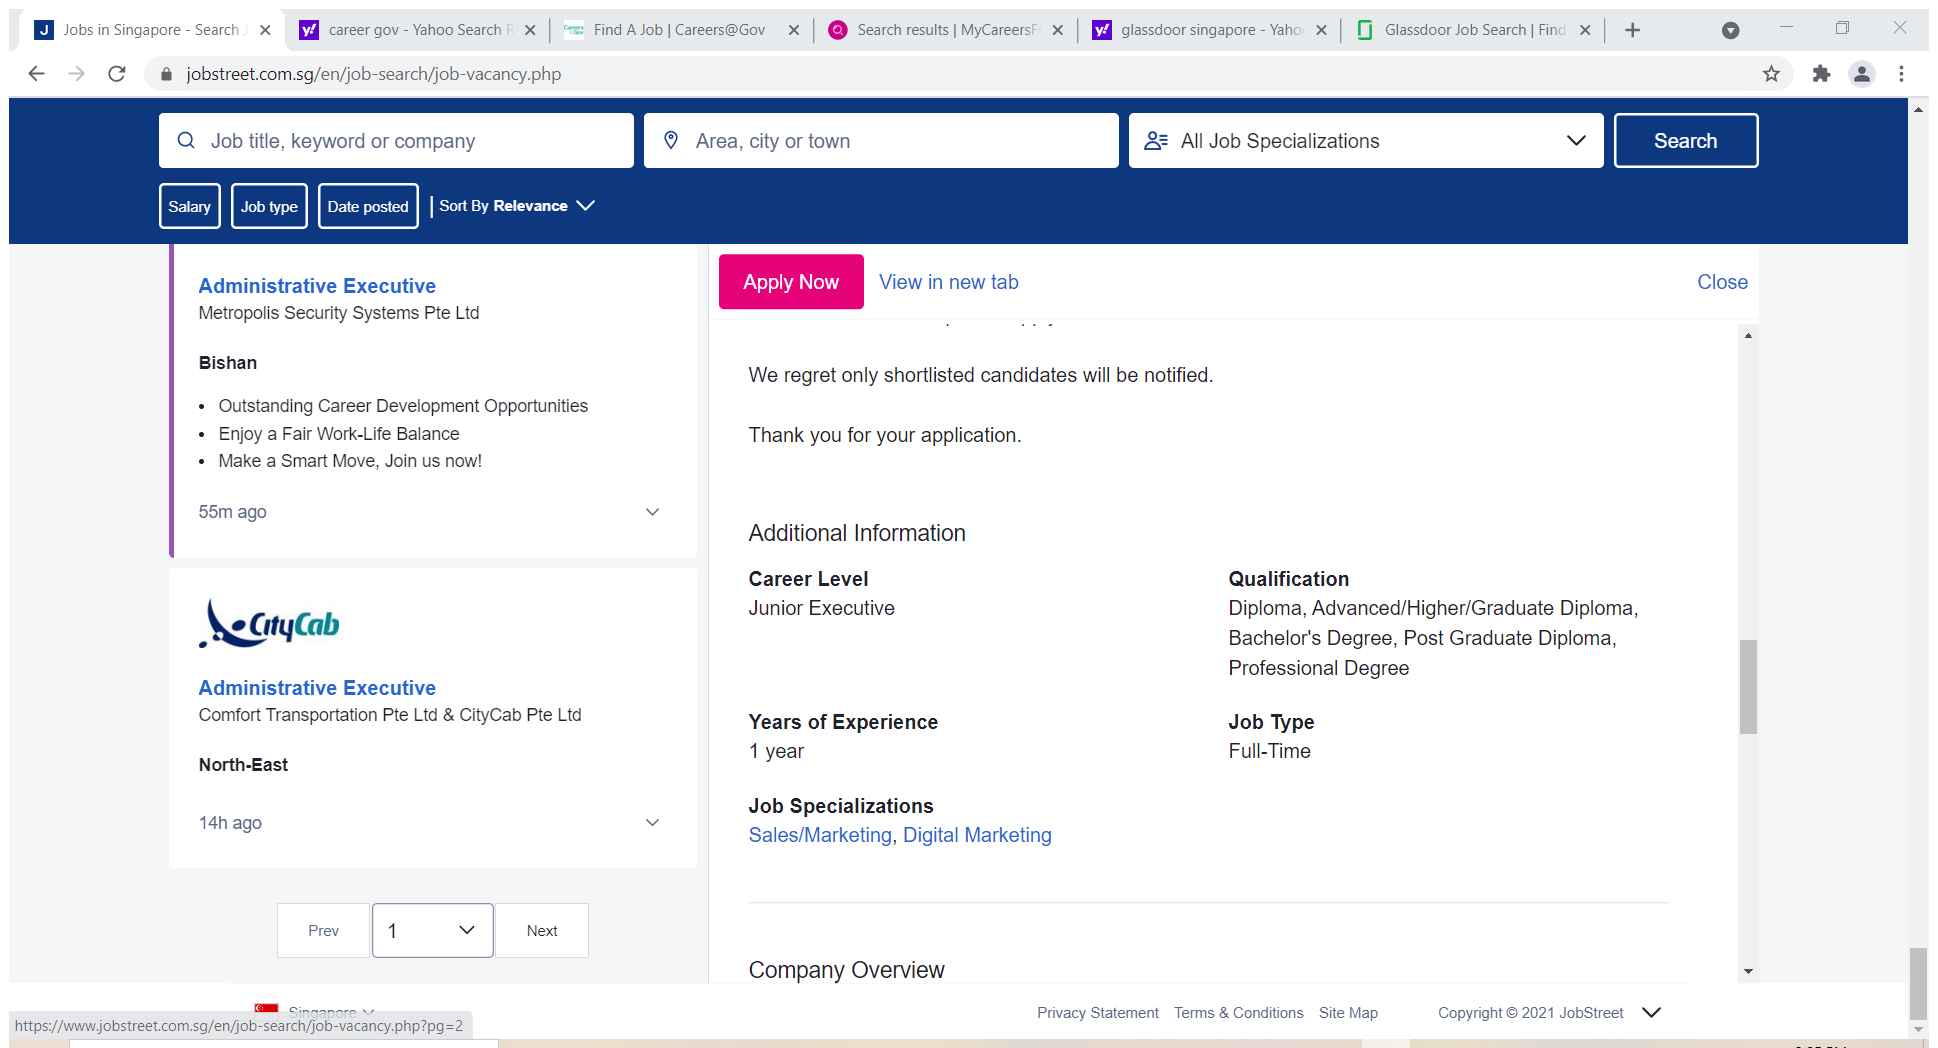 Jobs in Singapore - Search J
career gov - Yahoo Search R
Find A Job | Careers@Gov
Search results | MyCareersF
glassdoor singapore - Yaho
Glassdoor Job Search | Find
jobstreet.com.sg/en/job-search/job-vacancy.php
Job title, keyword or company
Area, city or town
All Job Specializations
Search
Salary
Job type
Date posted
Sort By Relevance
Administrative Executive
Metropolis Security Systems Pte Ltd
Bishan
• Outstanding Career Development Opportunities
• Enjoy a Fair Work-Life Balance
• Make a Smart Move, Join us now!
55m ago
CityCab
Administrative Executive
Comfort Transportation Pte Ltd & CityCab Pte Ltd
North-East
14h ago
Prev
1
Next
Apply Now
View in new tab
Close
We regret only shortlisted candidates will be notified.
Thank you for your application.
Additional Information
Career Level
Junior Executive
Qualification
Diploma, Advanced/Higher/Graduate Diploma,
Bachelor's Degree, Post Graduate Diploma,
Professional Degree
Years of Experience
1 year
Job Type
Full-Time
Job Specializations
Sales/Marketing, Digital Marketing
Company Overview
Singapore
Privacy Statement
Terms & Conditions
Site Map
Copyright © 2021 JobStreet
https://www.jobstreet.com.sg/en/job-search/job-vacancy.php?pg=2